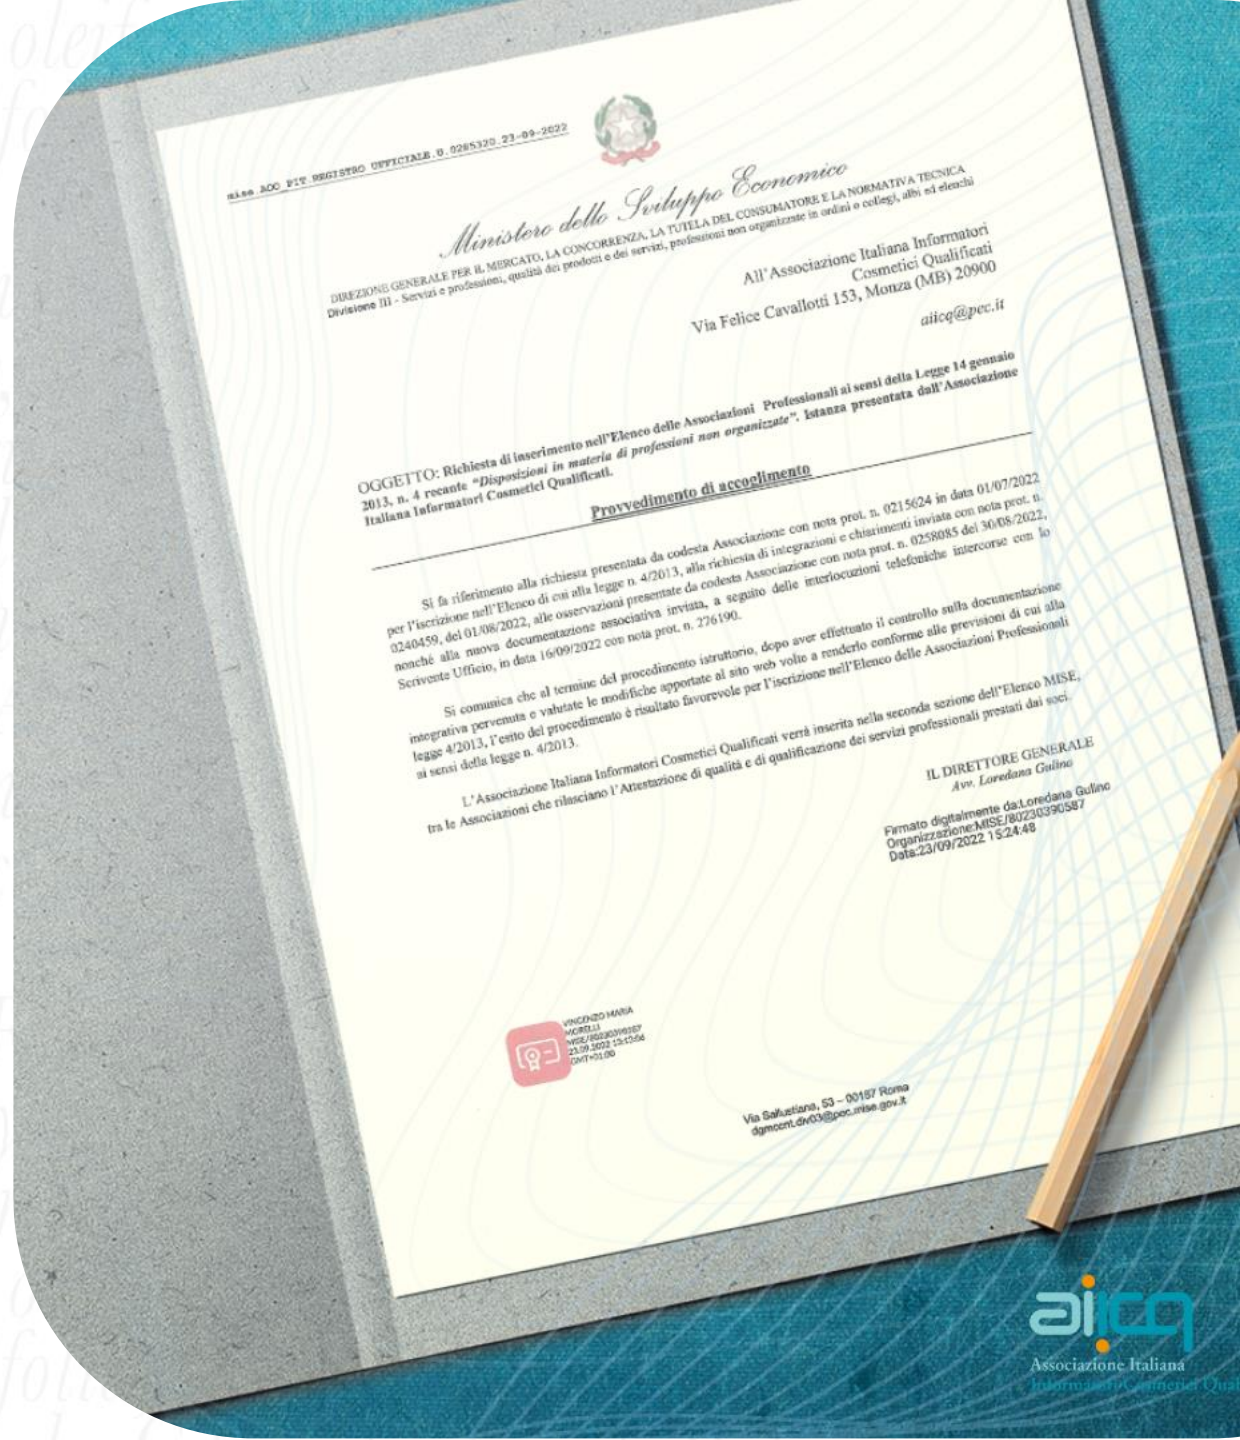 mise.AOO_PIT.REGISTRO UFFICIALE.U.0285320.23-09-2022
Ministero dello Sviluppo Economico
DIREZIONE GENERALE PER IL MERCATO, LA CONCORRENZA, LA TUTELA DEL CONSUMATORE E LA NORMATIVA TECNICA
Divisione III - Servizi e professioni, qualità dei prodotti e dei servizi, professioni non organizzate in ordini o collegi, albi ed elenchi
All'Associazione Italiana Informatori
Cosmetici Qualificati
Via Felice Cavallotti 153, Monza (MB) 20900
aiicq@pec.it
OGGETTO: Richiesta di inserimento nell'Elenco delle Associazioni Professionali ai sensi della Legge 14 gennaio
2013, n. 4 recante "Disposizioni in materia di professioni non organizzate". Istanza presentata dall'Associazione
Italiana Informatori Cosmetici Qualificati.
Provvedimento di accoglimento
Si fa riferimento alla richiesta presentata da codesta Associazione con nota prot. n. 0215624 in data 01/07/2022
per l'iscrizione nell'Elenco di cui alla legge n. 4/2013, alla richiesta di integrazioni e chiarimenti inviata con nota prot. n.
0240459, del 01/08/2022, alle osservazioni presentate da codesta Associazione con nota prot. n. 0258085 del 30/08/2022,
nonché alla nuova documentazione associativa inviata, a seguito delle interlocuzioni telefoniche intercorse con lo
Scrivente Ufficio, in data 16/09/2022 con nota prot. n. 276190.
Si comunica che al termine del procedimento istruttorio, dopo aver effettuato il controllo sulla documentazione
integrativa pervenuta e valutate le modifiche apportate al sito web volte a renderlo conforme alle previsioni di cui alla
legge 4/2013, l'esito del procedimento è risultato favorevole per l'iscrizione nell'Elenco delle Associazioni Professionali
ai sensi della legge n. 4/2013.
L'Associazione Italiana Informatori Cosmetici Qualificati verrà inserita nella seconda sezione dell'Elenco MISE,
tra le Associazioni che rilasciano l'Attestazione di qualità e di qualificazione dei servizi professionali prestati dai soci.
IL DIRETTORE GENERALE
Avv. Loredana Gulino
Firmato digitalmente da:Loredana Gulino
Organizzazione:MISE/80230390587
Data:23/09/2022 15:24:48
VINCENZO MARIA
MORELLI
MISE/80230390587
23.09.2022 13:13:06
GMT+01:00
Via Sallustiana, 53 – 00187 Roma
dgmccnt.div03@pec.mise.gov.it
aiicq
Associazione Italiana
Informatori Cosmetici